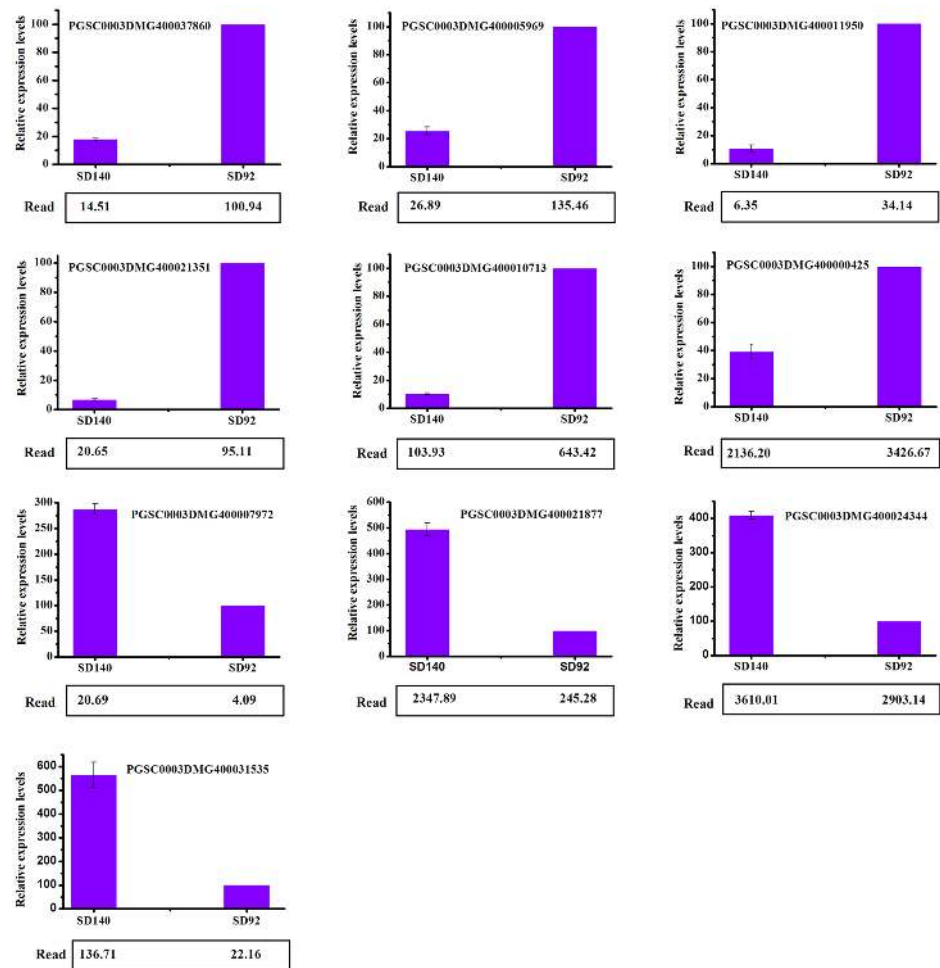 PGSC0003DMG400037860
Relative expression levels
100
80
60
40
20
0
SD140 SD92
Read 14.51 100.94
PGSC0003DMG400005969
Relative expression levels
100
80
60
40
20
0
SD140 SD92
Read 26.89 135.46
PGSC0003DMG400011950
Relative expression levels
100
80
60
40
20
0
SD140 SD92
Read 6.35 34.14
PGSC0003DMG400021351
Relative expression levels
100
80
60
40
20
0
SD140 SD92
Read 20.65 95.11
PGSC0003DMG400010713
Relative expression levels
100
80
60
40
20
0
SD140 SD92
Read 103.93 643.42
PGSC0003DMG400000425
Relative expression levels
100
80
60
40
20
0
SD140 SD92
Read 2136.20 3426.67
PGSC0003DMG400007972
Relative expression levels
300
250
200
150
100
75
50
25
0
SD140 SD92
Read 20.69 4.09
PGSC0003DMG400021877
Relative expression levels
600
500
400
300
200
100
0
SD140 SD92
Read 2347.89 245.28
PGSC0003DMG400024344
Relative expression levels
400
300
200
100
0
SD140 SD92
Read 3610.01 2903.14
PGSC0003DMG400031535
Relative expression levels
600
500
400
300
200
100
0
SD140 SD92
Read 136.71 22.16